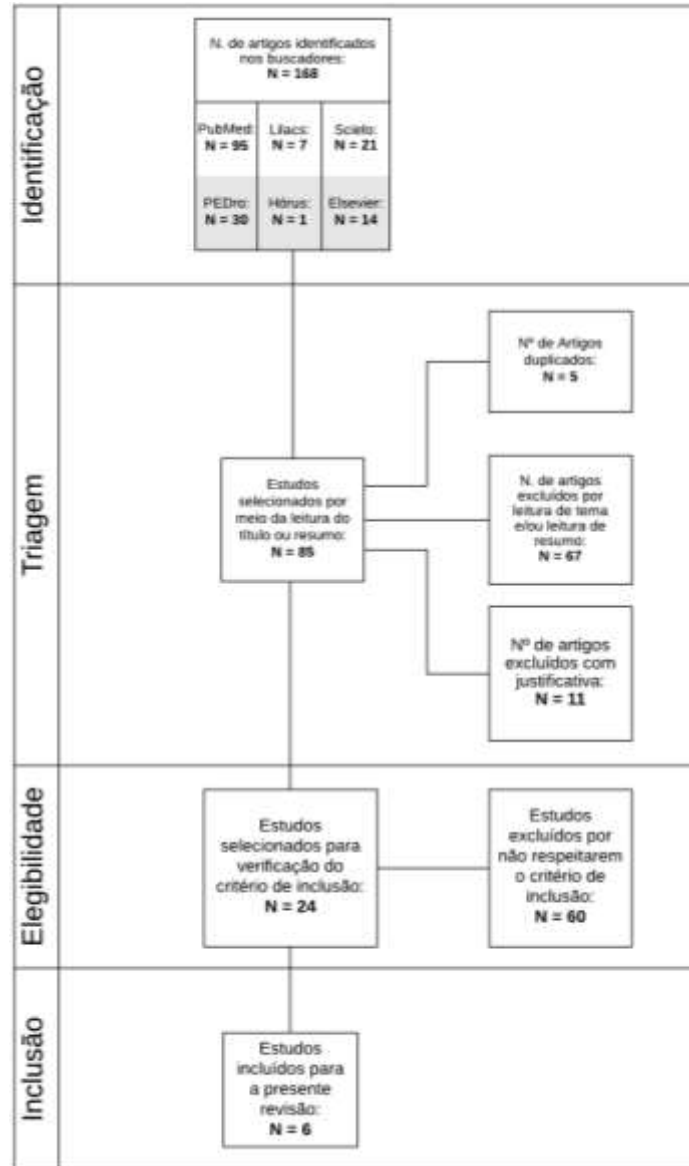 Identificação
N. de artigos identificados
nos buscadores:
N = 168
PubMed:
N = 95
Lilacs:
N = 7
Scielo:
N = 21
PEDro:
N = 30
Hórus:
N = 1
Elsevier:
N = 14
Triagem
Nº de Artigos
duplicados:
N = 5
Estudos
selecionados por
meio da leitura do
título ou resumo:
N = 85
N. de artigos
excluídos por
leitura de tema
e/ou leitura de
resumo:
N = 67
Nº de artigos
excluídos com
justificativa:
N = 11
Elegibilidade
Estudos
selecionados para
verificação do
critério de inclusão:
N = 24
Estudos
excluídos por
não respeitarem
o critério de
inclusão:
N = 60
Inclusão
Estudos
incluídos para
a presente
revisão:
N = 6